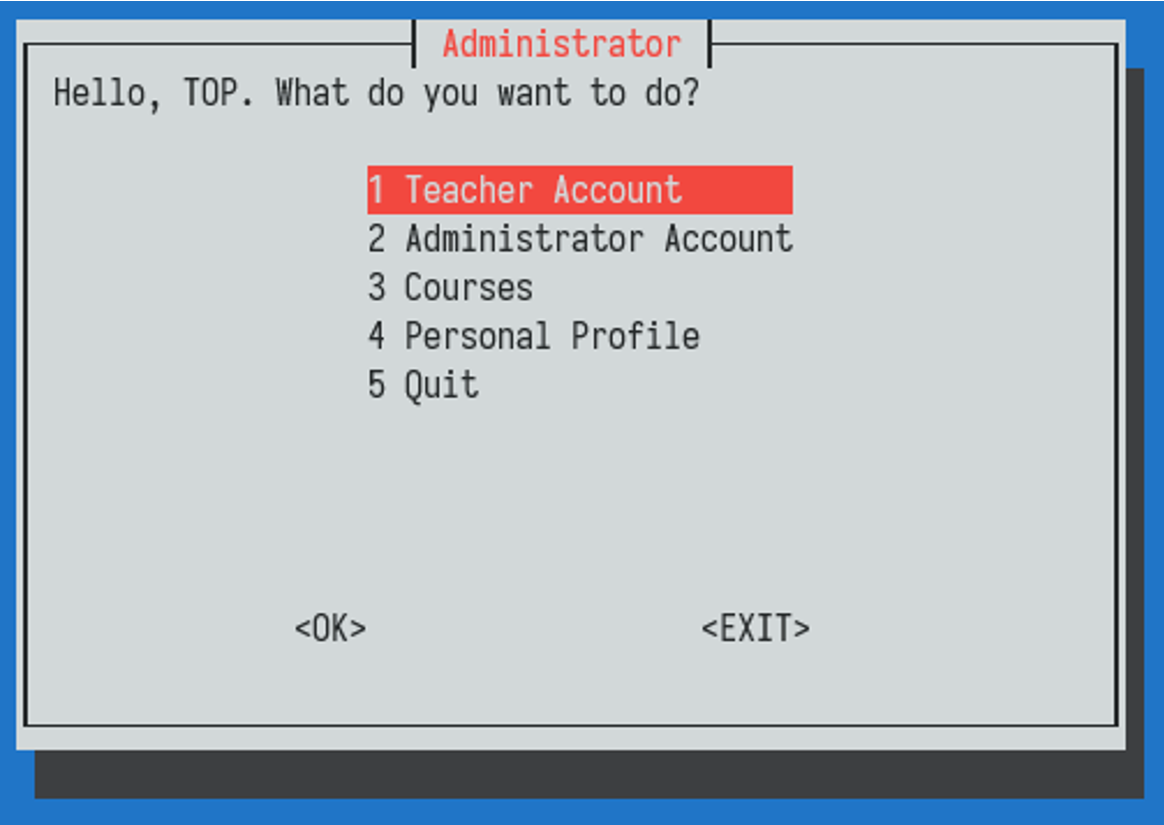 Administrator
Hello, TOP. What do you want to do?
1 Teacher Account
2 Administrator Account
3 Courses
4 Personal Profile
5 Quit
<OK> <EXIT>